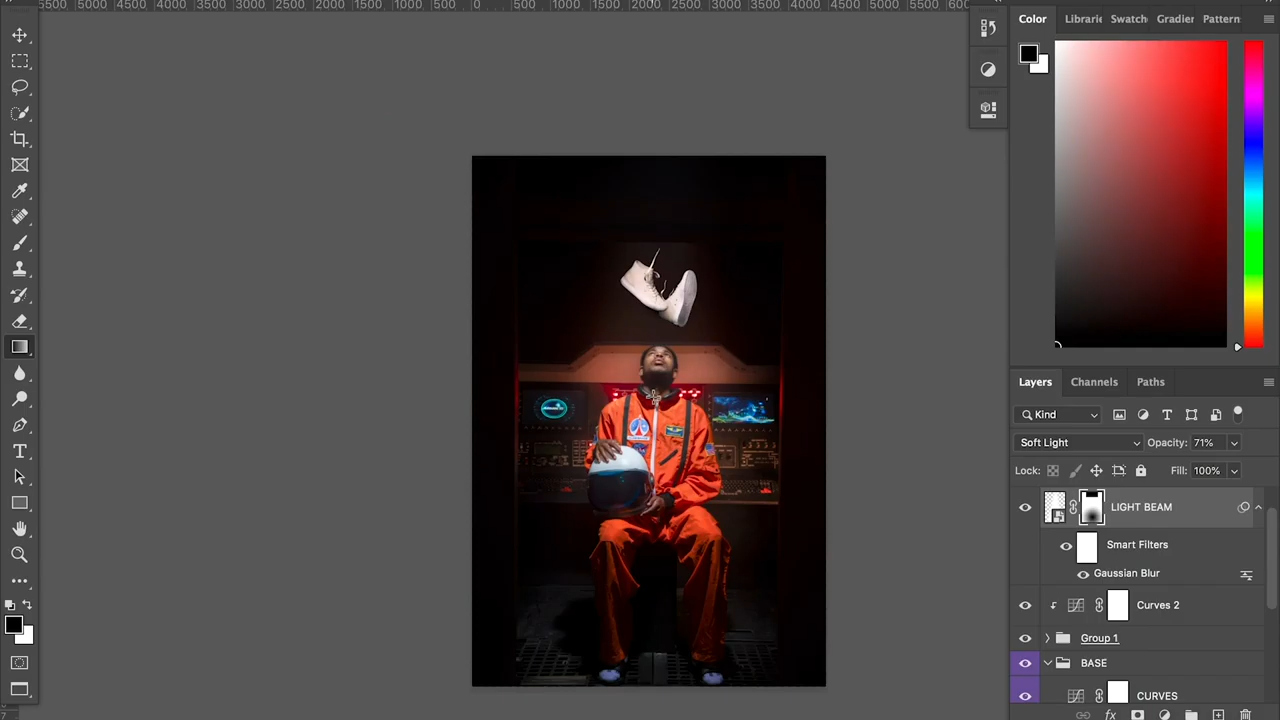 5500 5000 4500 4000 3500 3000 2500 2000 1500 1000 500 0 500 1000 1500 2000 2500 3000 3500 4000 4500 5000 5500 600
Color Librarie Swatch Gradier Pattern
Layers Channels Paths
Kind
Soft Light Opacity: 71%
Lock: Fill: 100%
LIGHT BEAM
Smart Filters
Gaussian Blur
Curves 2
Group 1
BASE
CURVES
fx